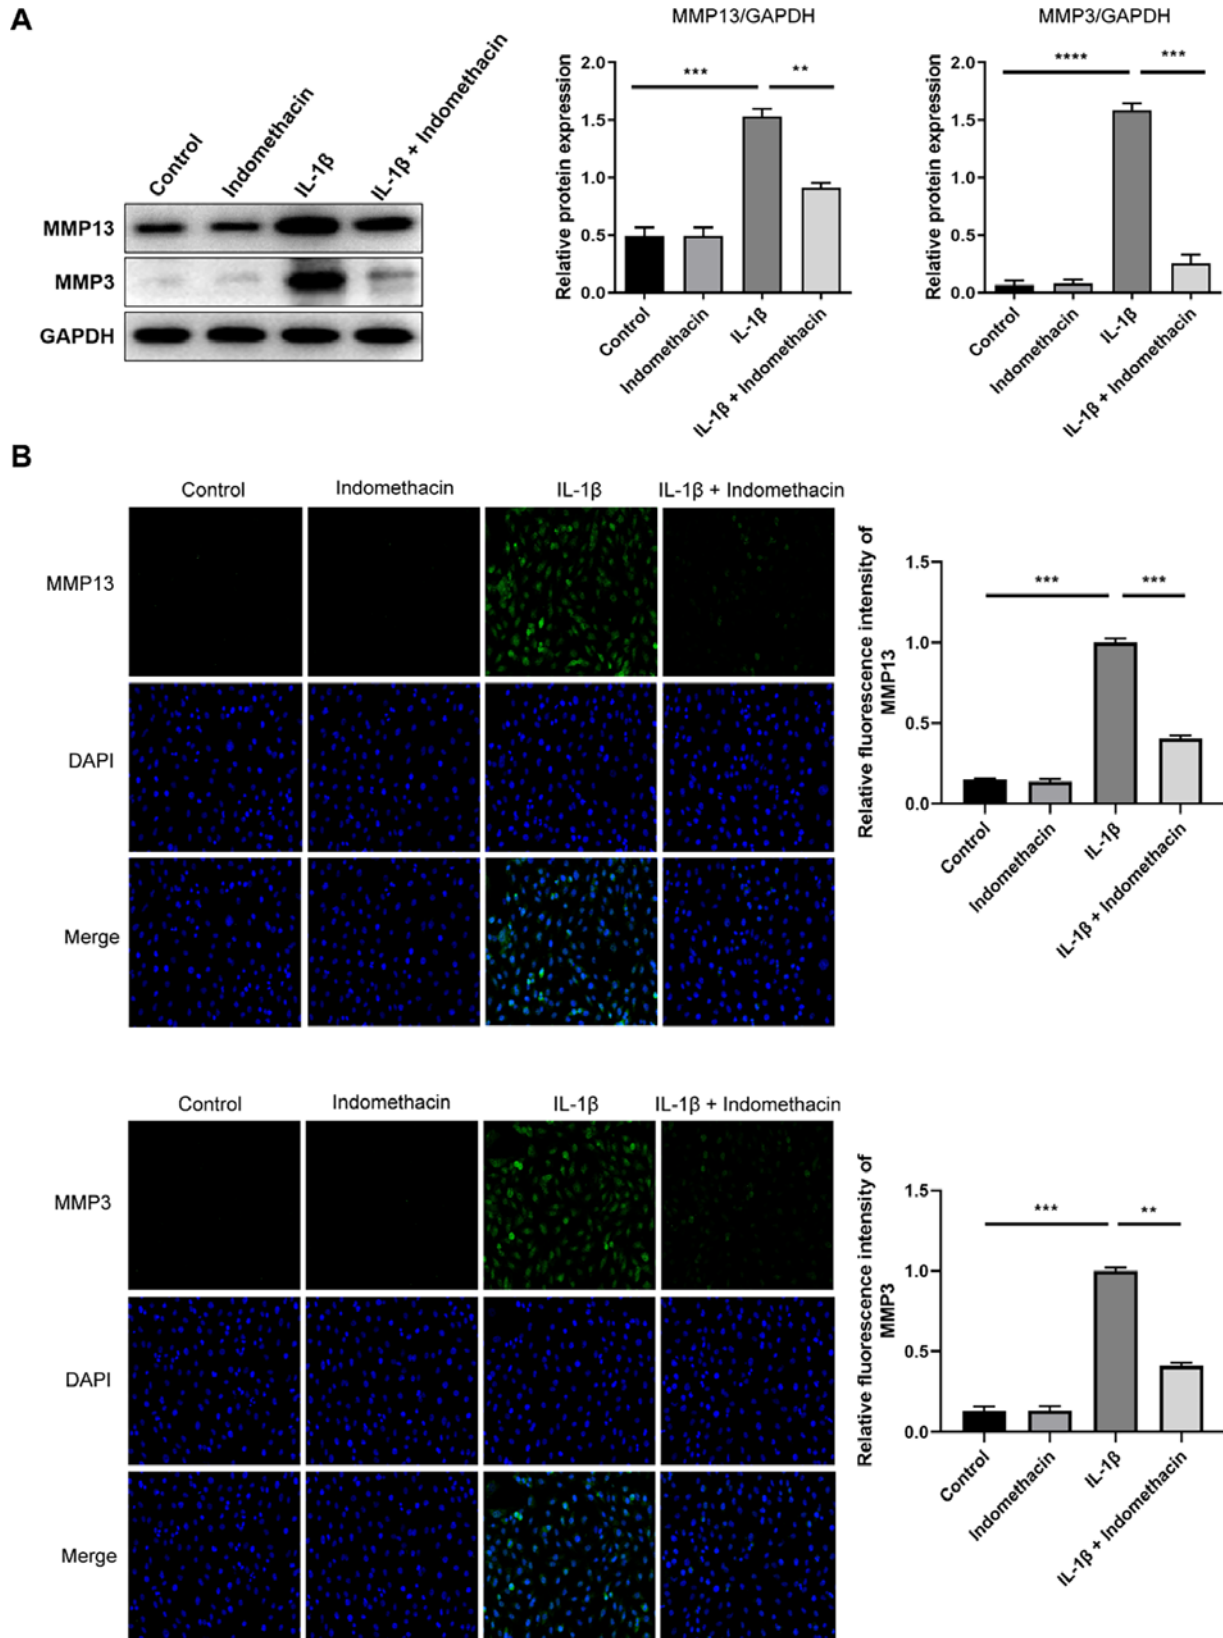 A
Control
Indomethacin
IL-1β
IL-1β + Indomethacin
MMP13
MMP3
GAPDH
MMP13/GAPDH
Relative protein expression
2.0
1.5
1.0
0.5
0.0
***
**
Control
Indomethacin
IL-1β
IL-1β + Indomethacin
MMP3/GAPDH
Relative protein expression
2.0
1.5
1.0
0.5
0.0
****
***
Control
Indomethacin
IL-1β
IL-1β + Indomethacin
B
Control
Indomethacin
IL-1β
IL-1β + Indomethacin
MMP13
DAPI
Merge
Relative fluorescence intensity of
MMP13
1.5
1.0
0.5
0.0
***
***
Control
Indomethacin
IL-1β
IL-1β + Indomethacin
Control
Indomethacin
IL-1β
IL-1β + Indomethacin
MMP3
DAPI
Merge
Relative fluorescence intensity of
MMP3
1.5
1.0
0.5
0.0
***
**
Control
Indomethacin
IL-1β
IL-1β + Indomethacin